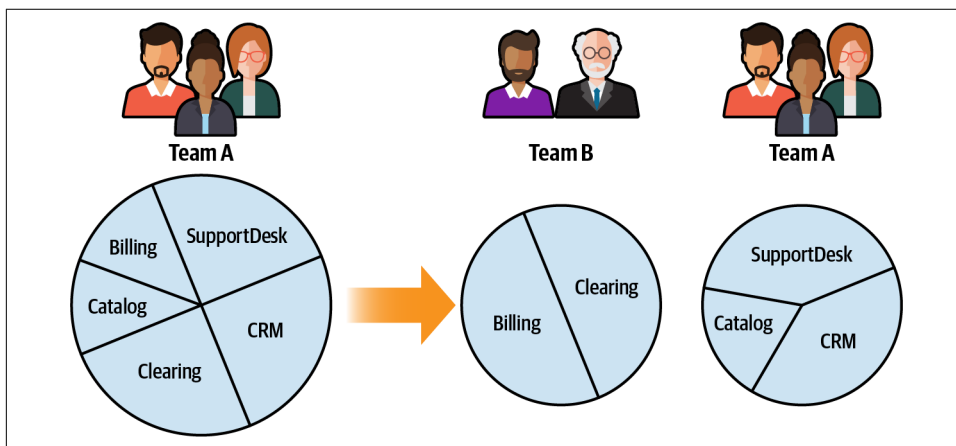 Team A
Team B
Team A
Billing
SupportDesk
Catalog
CRM
Clearing
Billing
Clearing
SupportDesk
Catalog
CRM